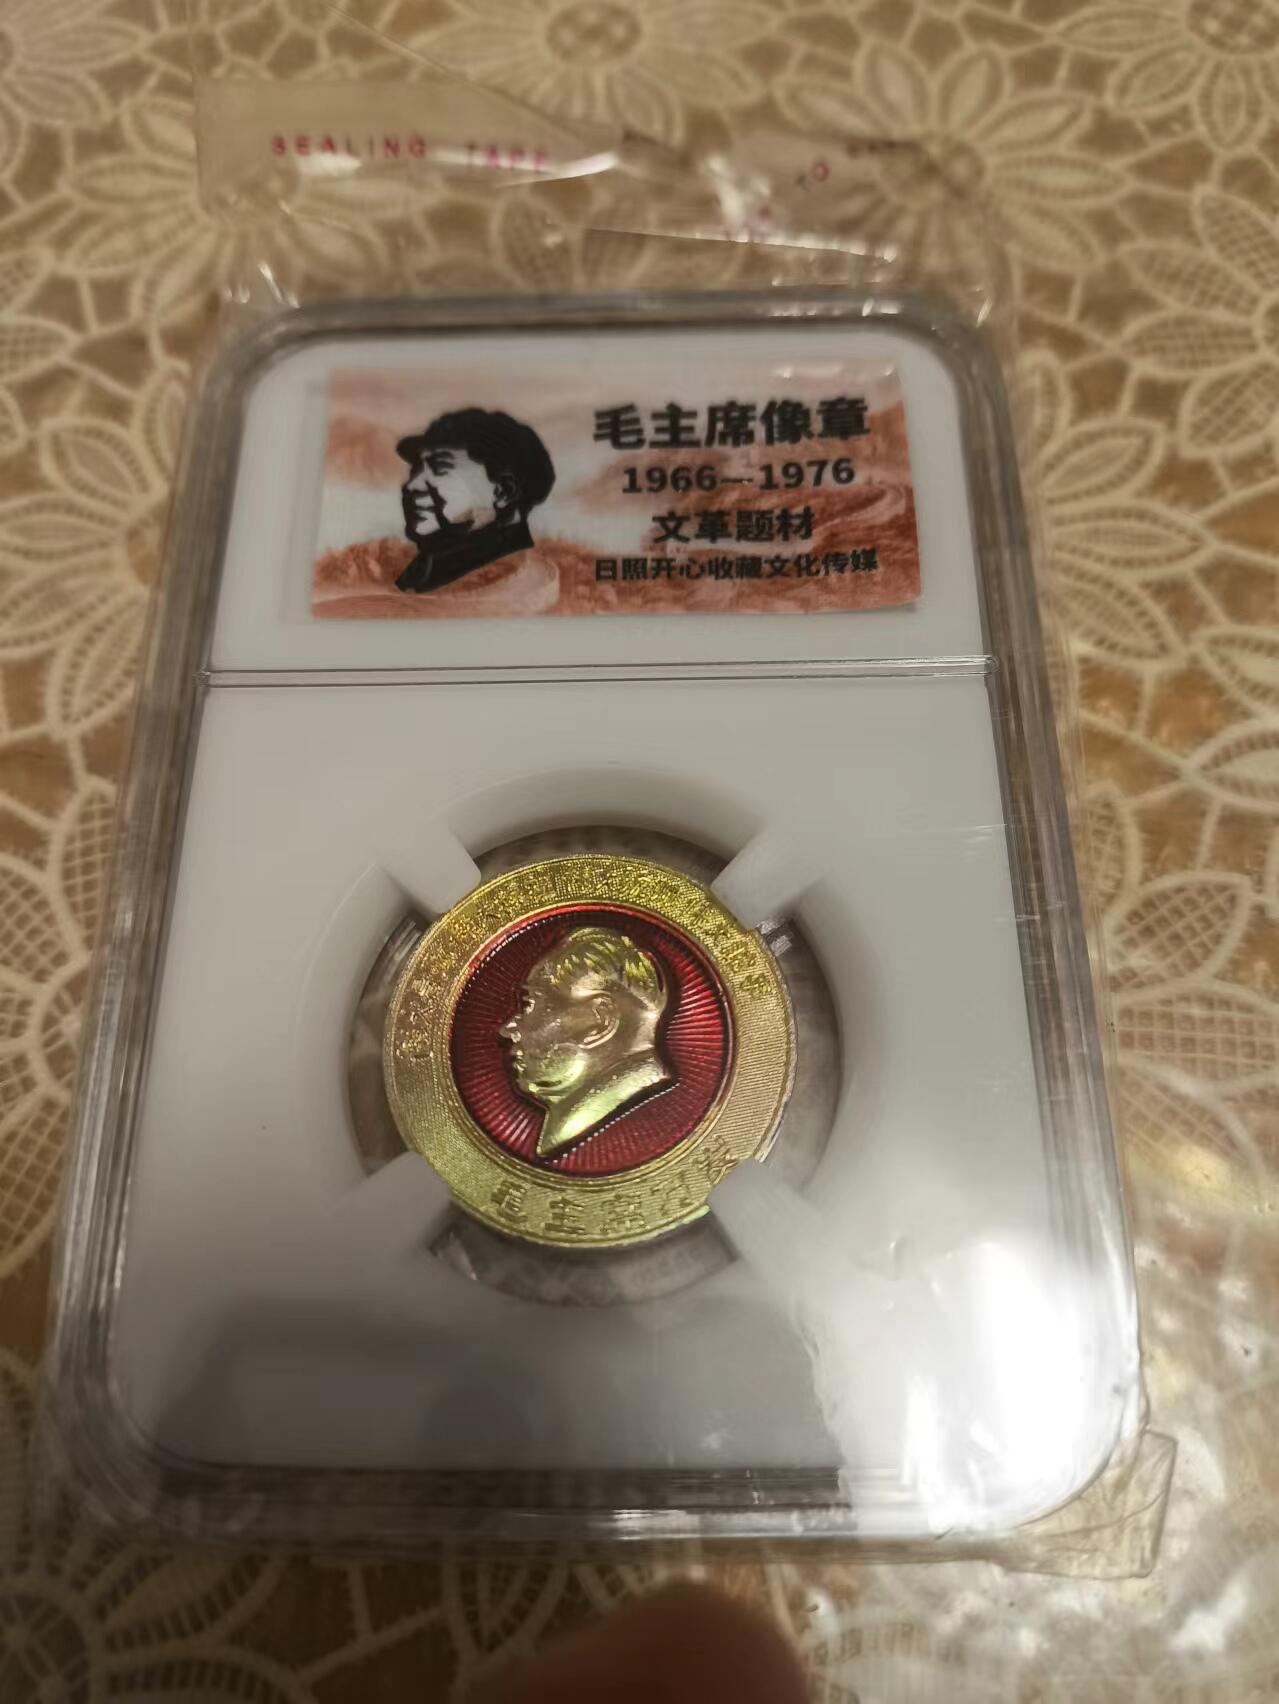 SEALING TAPE
毛主席像章
1966—1976
文革题材
日照开心收藏文化传媒
毛主席万岁